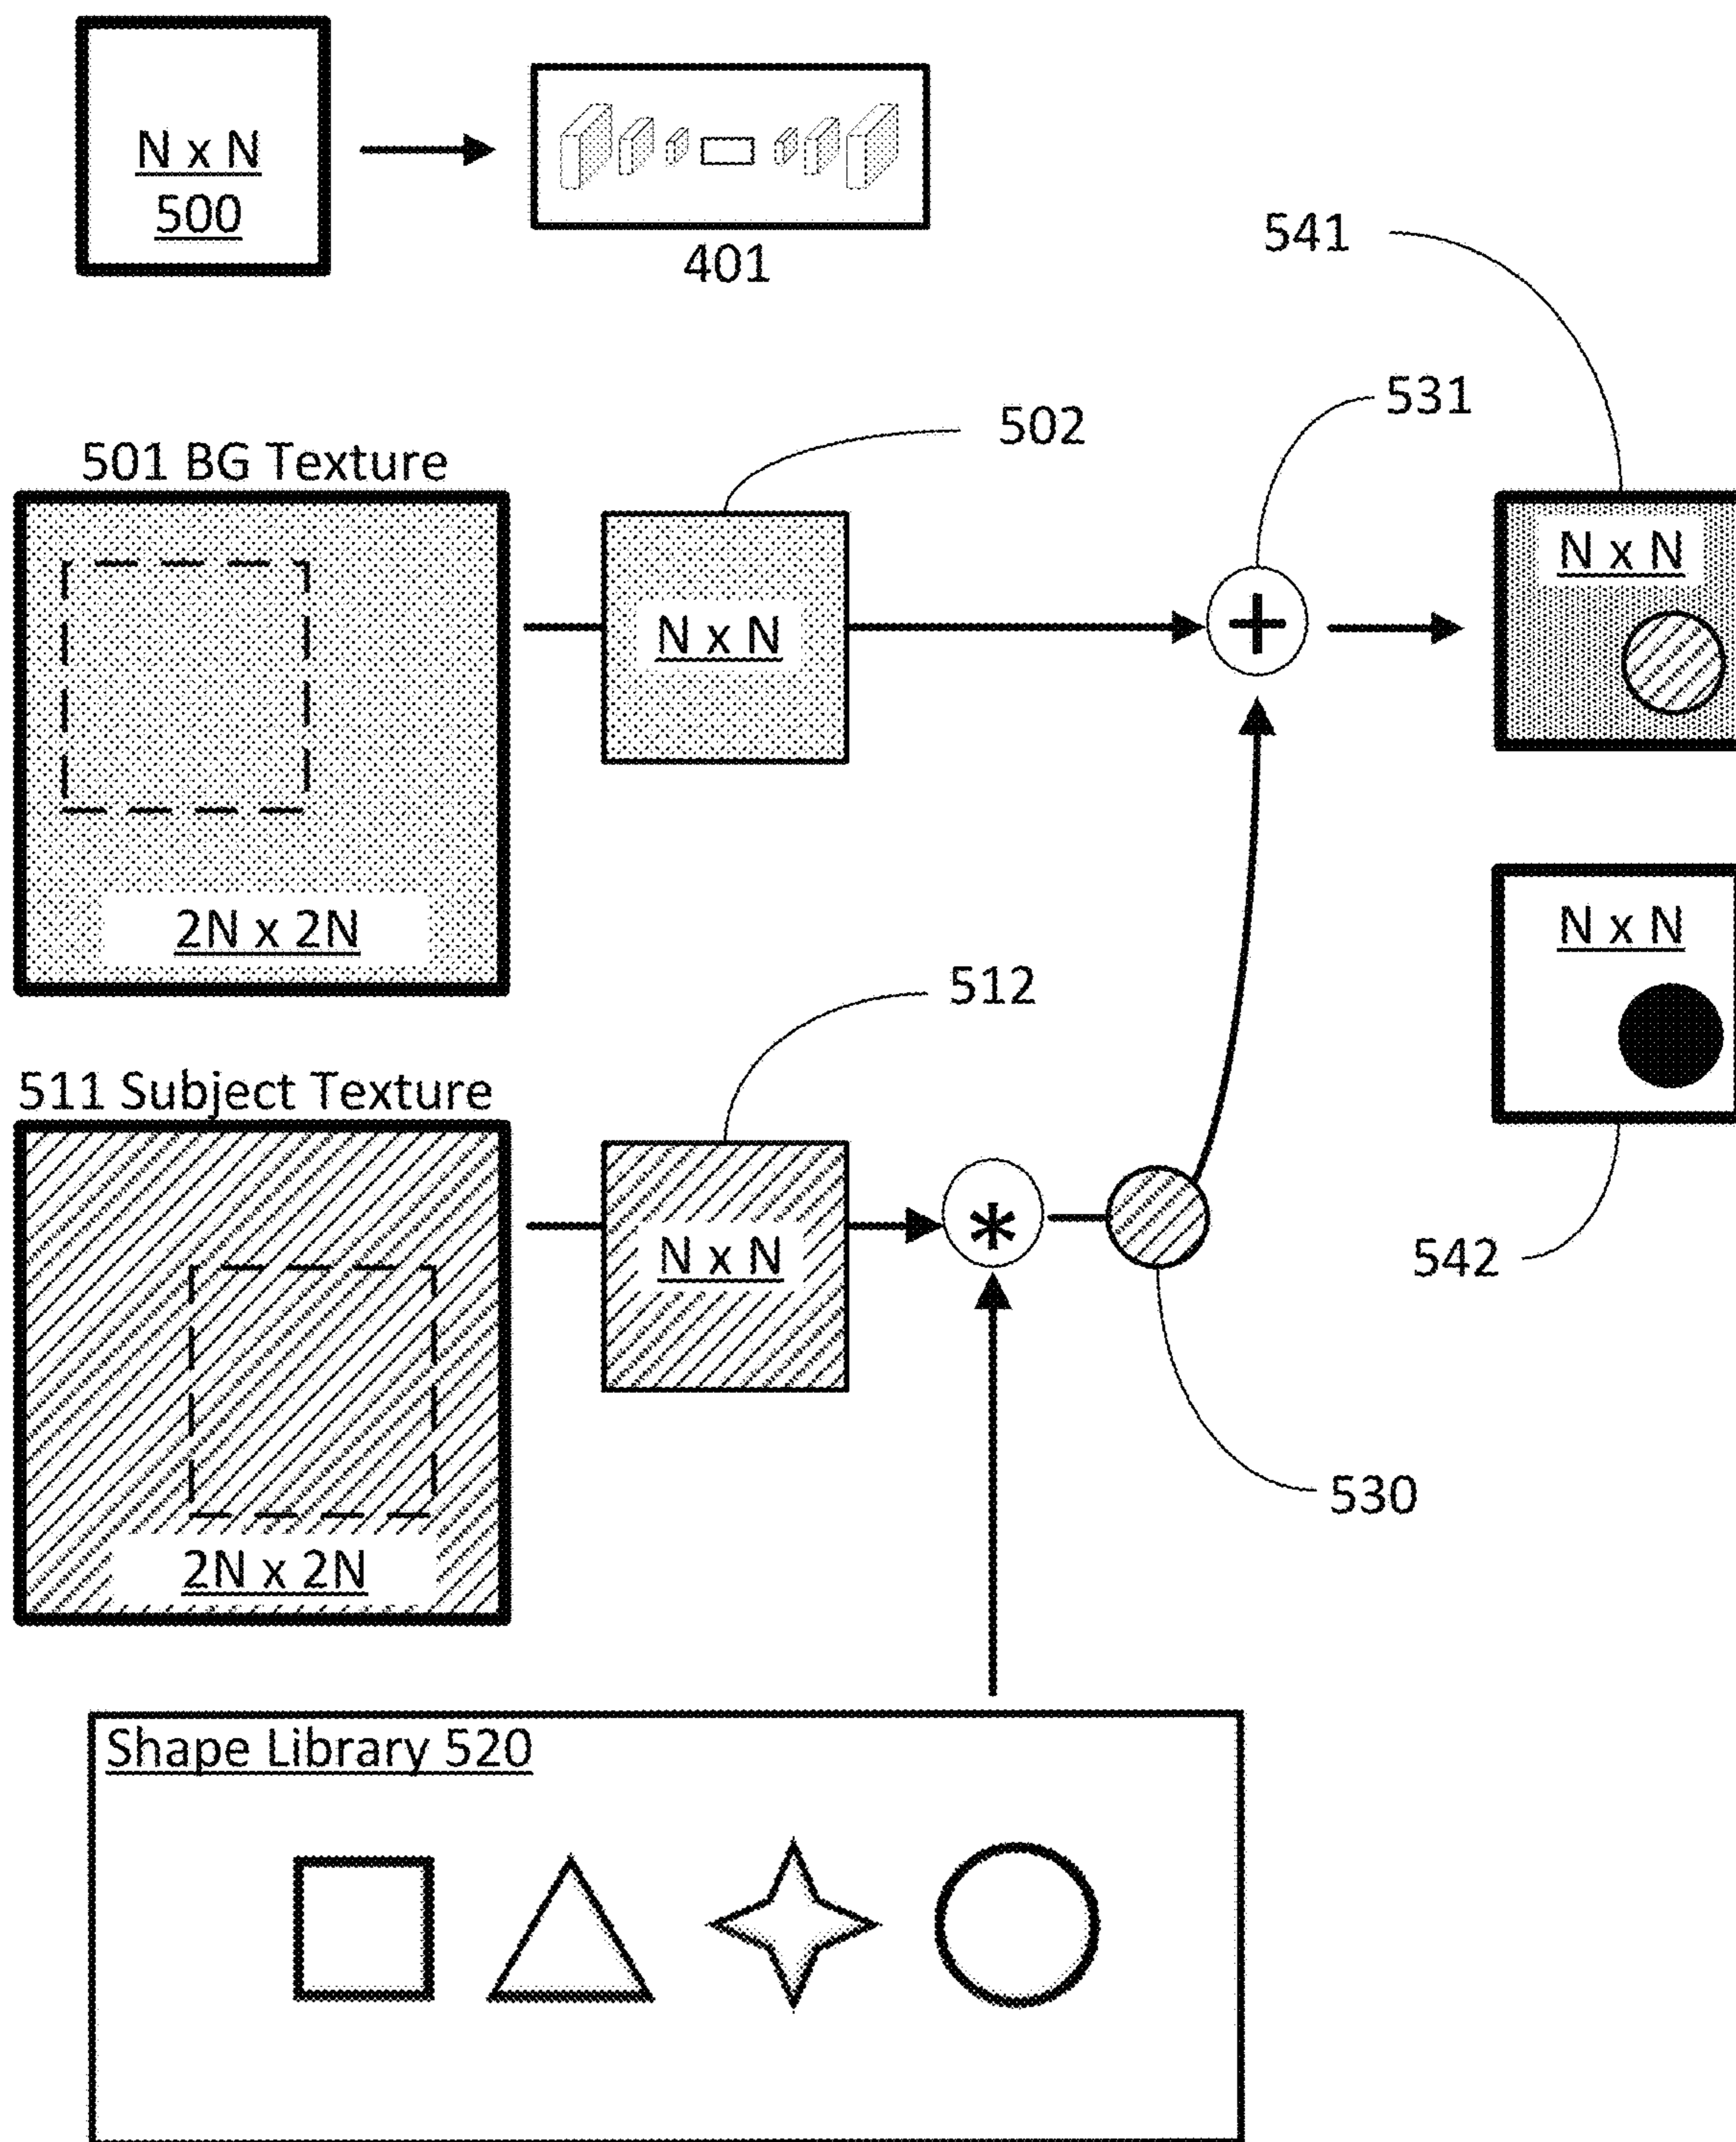 N x N
500
401
541
531
502
501 BG Texture
N x N
N x N
2N x 2N
N x N
512
511 Subject Texture
N x N
*
542
530
2N x 2N
Shape Library 520
+